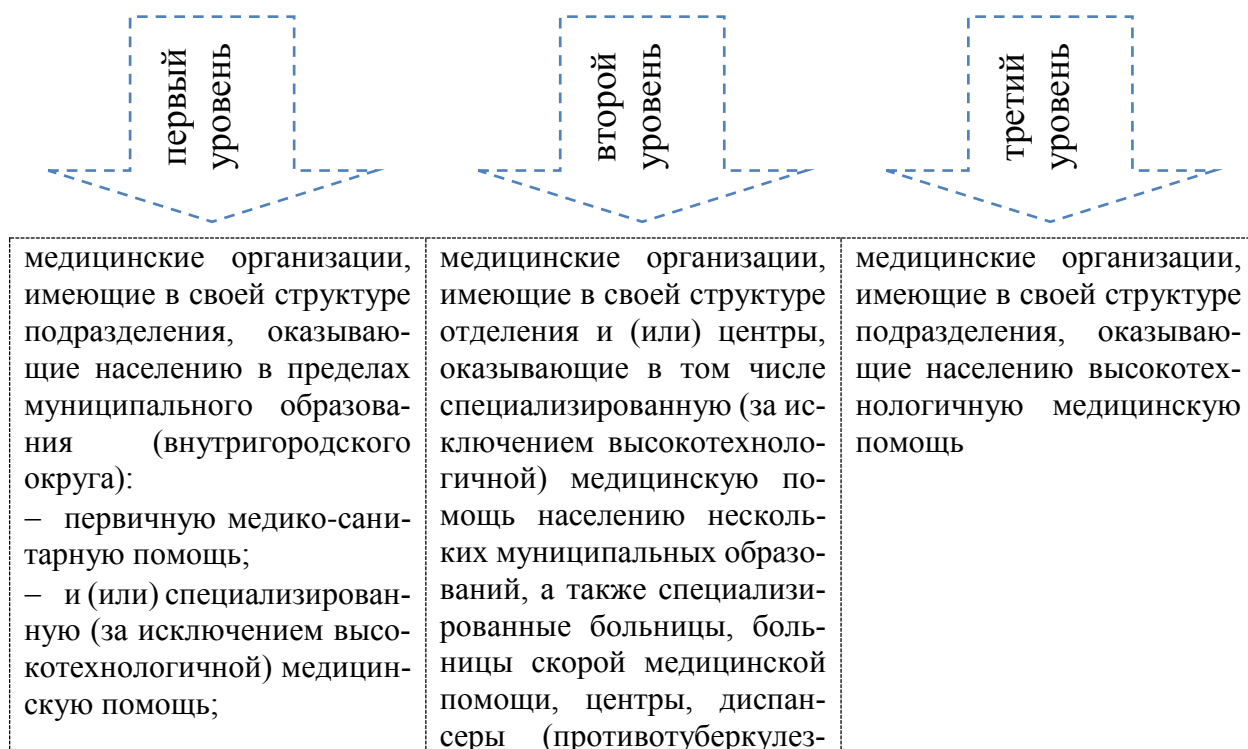 первый
уровень
второй
уровень
третий
уровень
медицинские организации,
имеющие в своей структуре
подразделения, оказываю-
щие населению в пределах
муниципального образова-
ния (внутригородского
округа):
– первичную медико-сани-
тарную помощь;
– и (или) специализирован-
ную (за исключением высо-
котехнологичной) медицин-
скую помощь;
медицинские организации,
имеющие в своей структуре
отделения и (или) центры,
оказывающие в том числе
специализированную (за ис-
ключением высокотехноло-
гичной) медицинскую по-
мощь населению несколь-
ких муниципальных образо-
ваний, а также специализи-
рованные больницы, боль-
ницы скорой медицинской
помощи, центры, диспан-
серы (противотуберкулез-
медицинские организации,
имеющие в своей структуре
подразделения, оказываю-
щие населению высокотех-
нологичную медицинскую
помощь